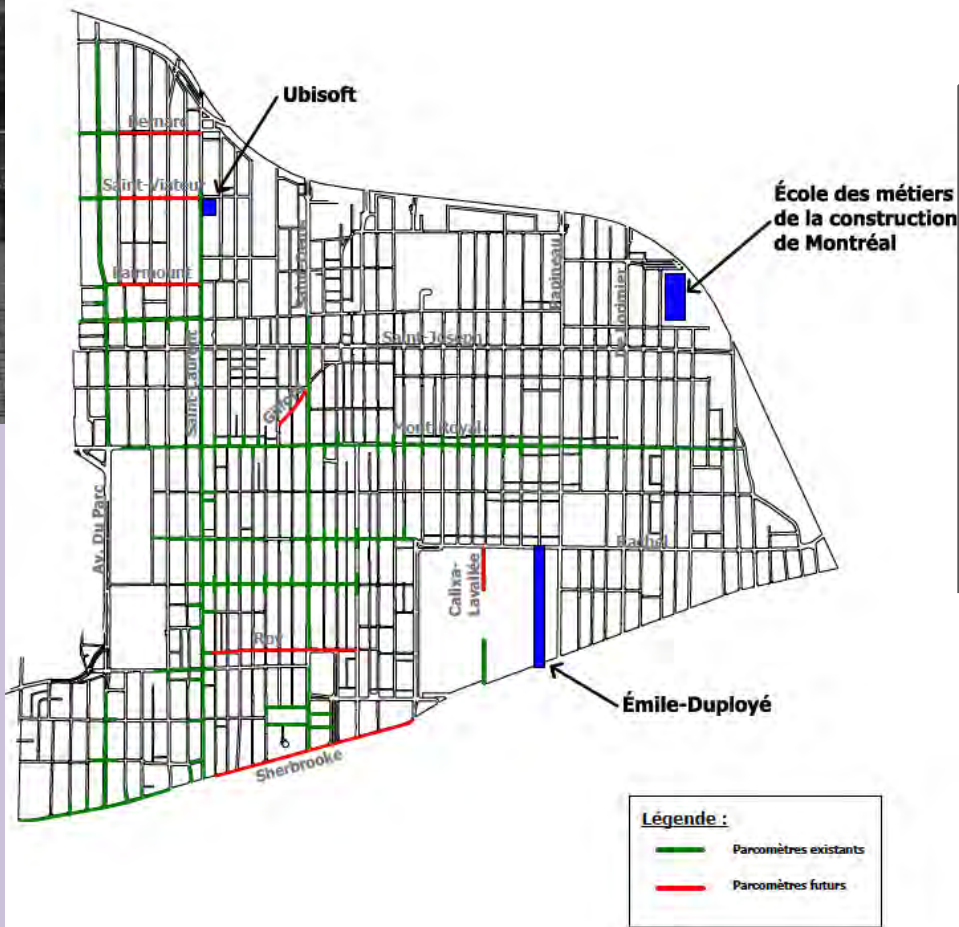 Ubisoft
Bernard
Saint-Viateur
École des métiers
de la construction
de Montréal
Fairmount
Saint-Denis
Papineau
De Lorimier
Saint-Laurent
Saint-Joseph
Gilford
Mont-Royal
Av. Du Parc
Rachel
Calixa-
Lavallée
Roy
Émile-Duployé
Sherbrooke
Légende :
Parcomètres existants
Parcomètres futurs